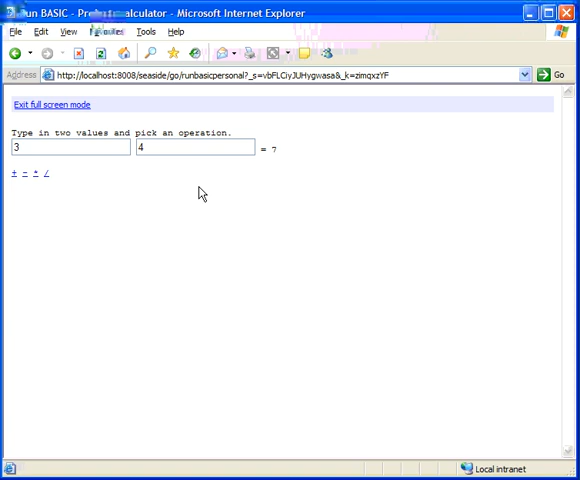 Run BASIC - Pre calculator - Microsoft Internet Explorer
File Edit View Favorites Tools Help
Address http://localhost:8008/seaside/go/runbasicpersonal?_s=vbFLCiyJUHygwasa&_k=zimqxzYF Go
Exit full screen mode
Type in two values and pick an operation.
3 4 = 7
+ - * /
Local intranet